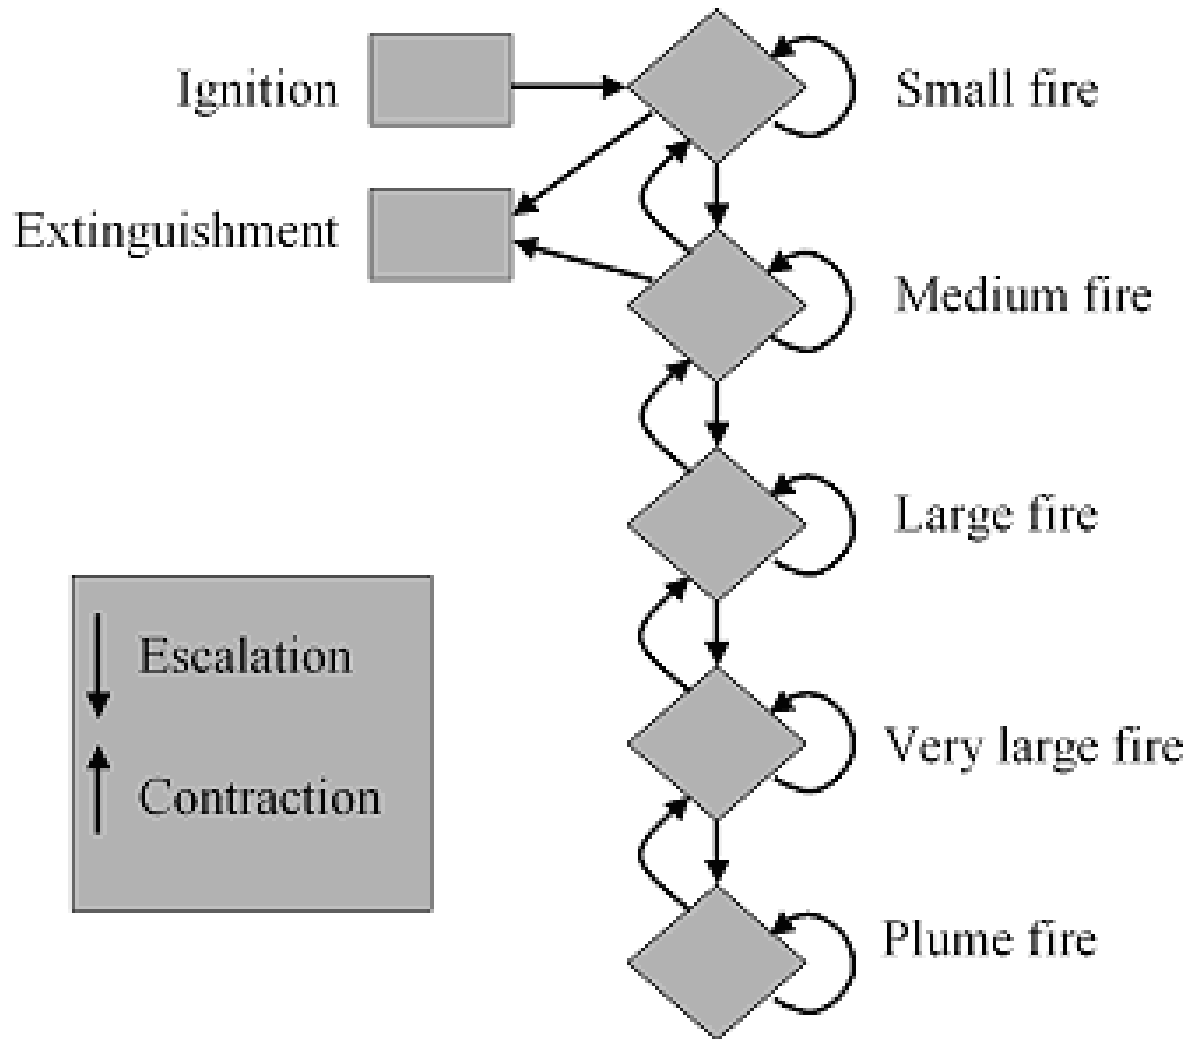 Ignition
Small fire
Extinguishment
Medium fire
Large fire
Escalation
Very large fire
Contraction
Plume fire